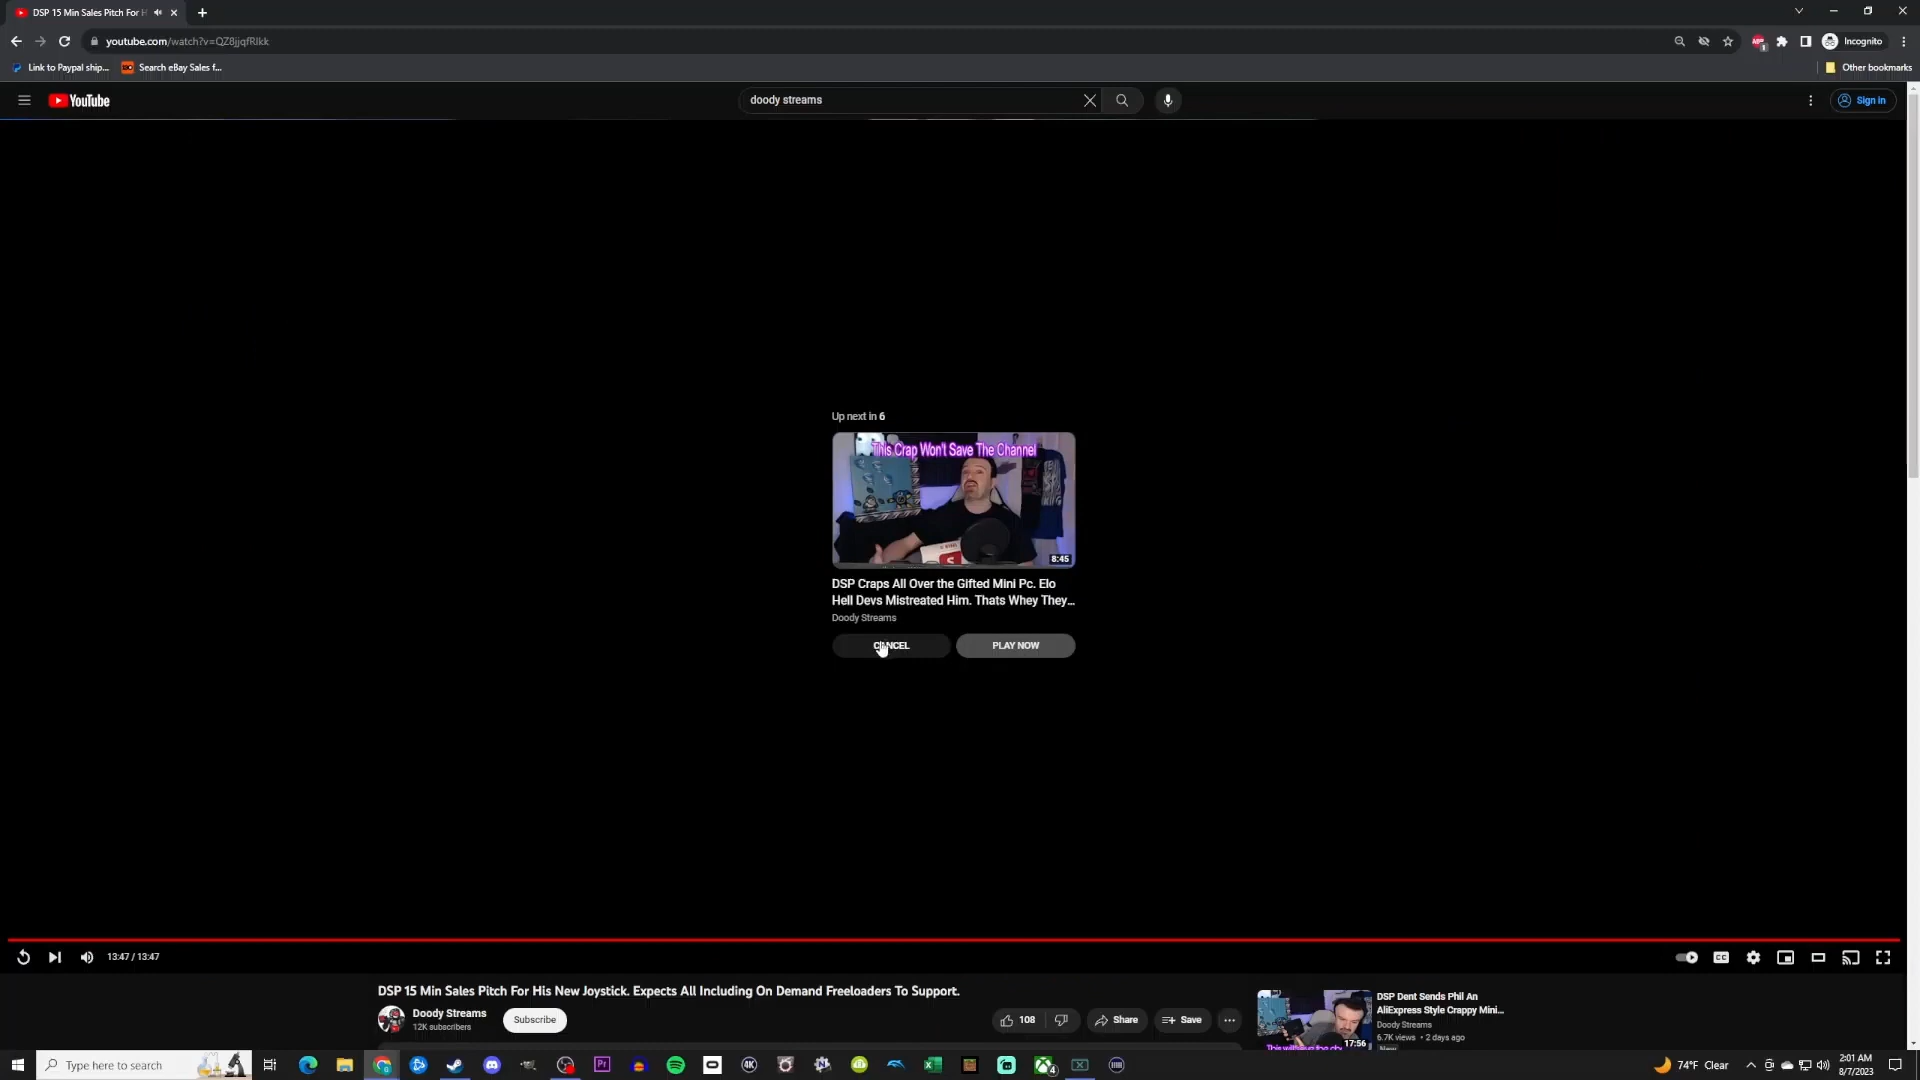 DSP 15 Min Sales Pitch For H
youtube.com/watch?v=QZ8jjqfRJkk
Incognito
Link to Paypal ship...
Search eBay Sales f...
Other bookmarks
YouTube
doody streams
Sign in
Up next in 6
This Crap Won't Save The Channel
8:45
DSP Craps All Over the Gifted Mini Pc. Elo
Hell Devs Mistreated Him. Thats Whey They...
Doody Streams
CANCEL
PLAY NOW
13:47 / 13:47
CC
DSP 15 Min Sales Pitch For His New Joystick. Expects All Including On Demand Freeloaders To Support.
Doody Streams
12K subscribers
Subscribe
108
Share
Save
17:56
DSP Dent Sends Phil An
AliExpress Style Crappy Mini...
Doody Streams
6.7K views • 2 days ago
New
Type here to search
Pr
4K
4
74°F Clear
2:01 AM
8/7/2023